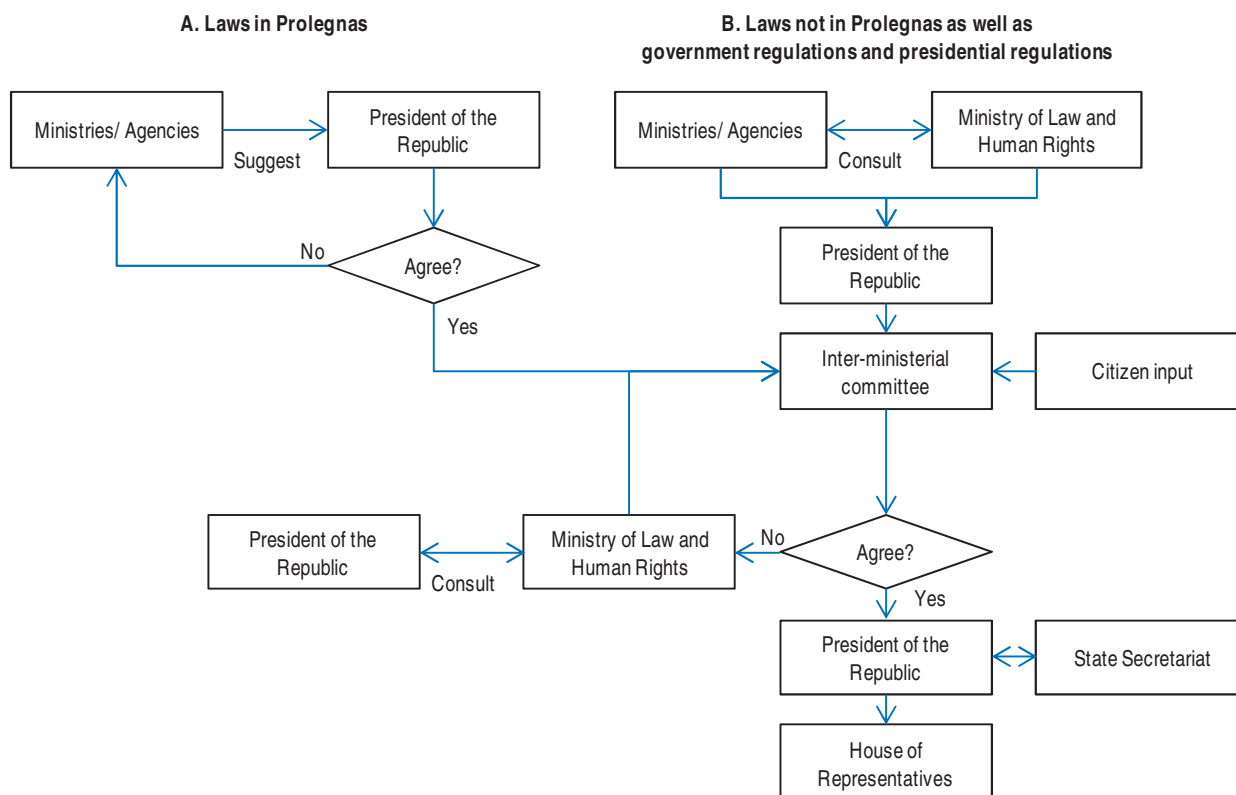 A. Laws in Prolegnas
B. Laws not in Prolegnas as well as
government regulations and presidential regulations
Ministries/ Agencies
Suggest
President of the
Republic
No
Agree?
Yes
Ministries/ Agencies
Consult
Ministry of Law and
Human Rights
President of the
Republic
Inter-ministerial
committee
Citizen input
President of the
Republic
Consult
Ministry of Law and
Human Rights
No
Agree?
Yes
President of the
Republic
State Secretariat
House of
Representatives